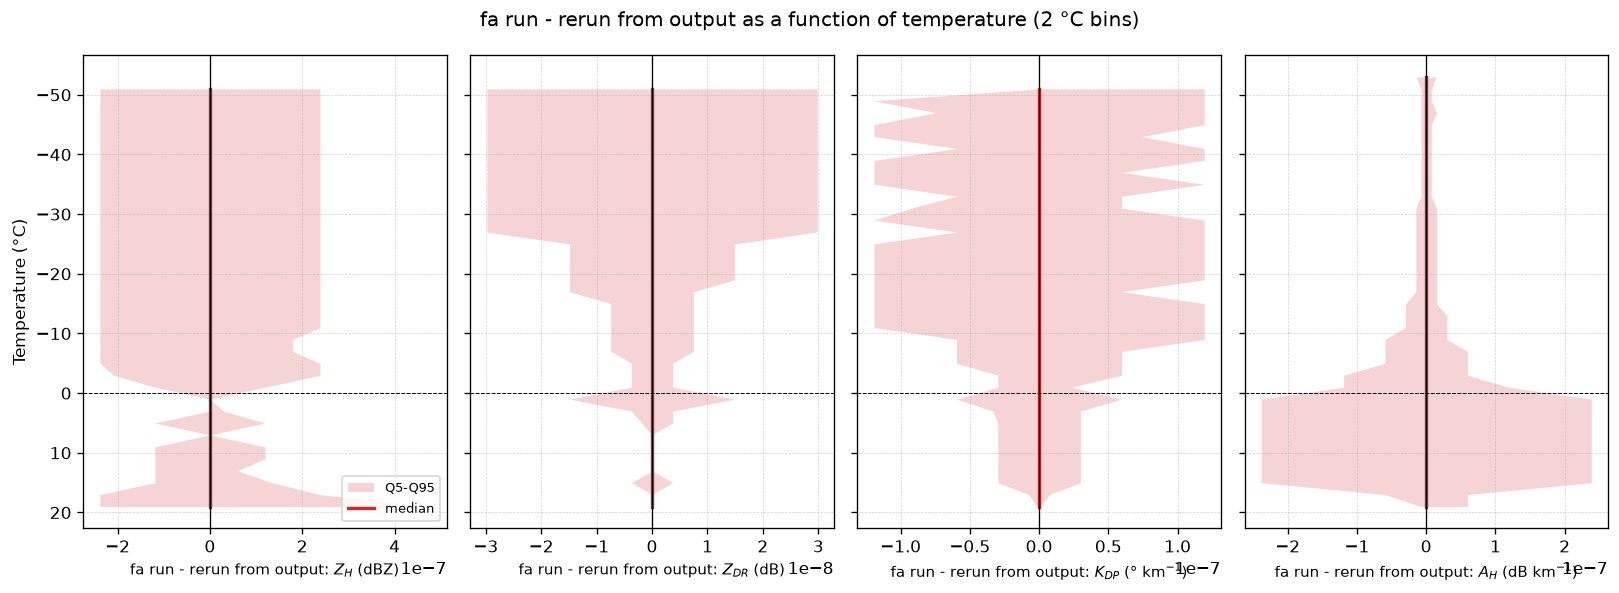 fa run - rerun from output as a function of temperature (2 °C bins)
Temperature (°C)
−50
−40
−30
−20
−10
0
10
20
Q5-Q95
median
−2 0 2 4
1e−7
fa run - rerun from output: Z_H (dBZ)
−3 −2 −1 0 1 2 3
1e−8
fa run - rerun from output: Z_DR (dB)
−1.0 −0.5 0.0 0.5 1.0
1e−7
fa run - rerun from output: K_DP (° km⁻¹)
−2 −1 0 1 2
1e−7
fa run - rerun from output: A_H (dB km⁻¹)